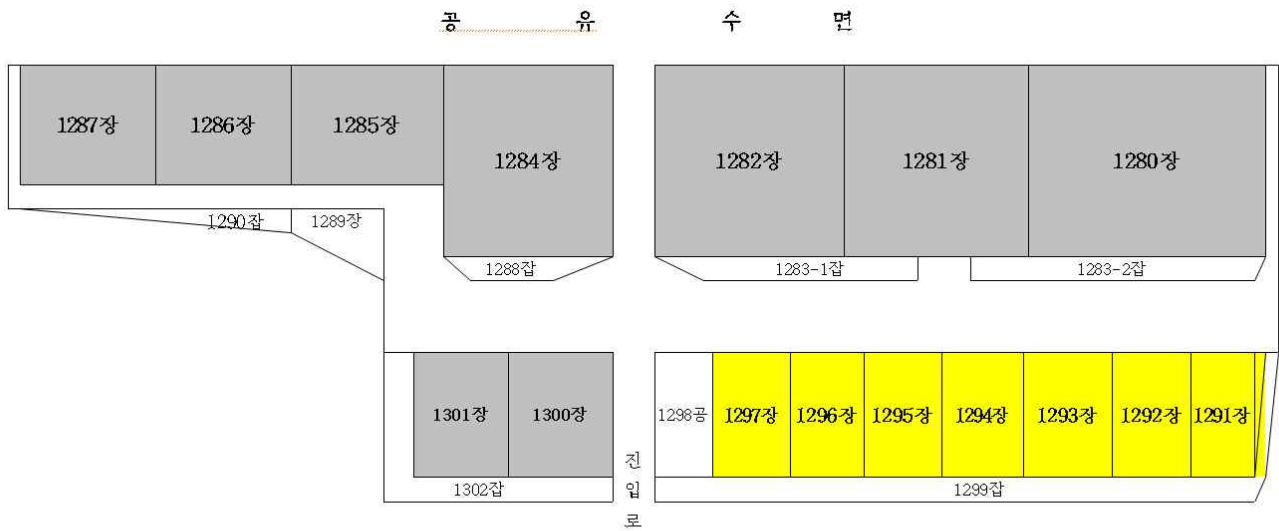 공 유 수 면
1287장 1286장 1285장 1284장 1282장 1281장 1280장
1290잡 1289장
1288잡 1283-1잡 1283-2잡
1301장 1300장 1298공 1297장 1296장 1295장 1294장 1293장 1292장 1291장
진
입
로
1302잡 1299잡